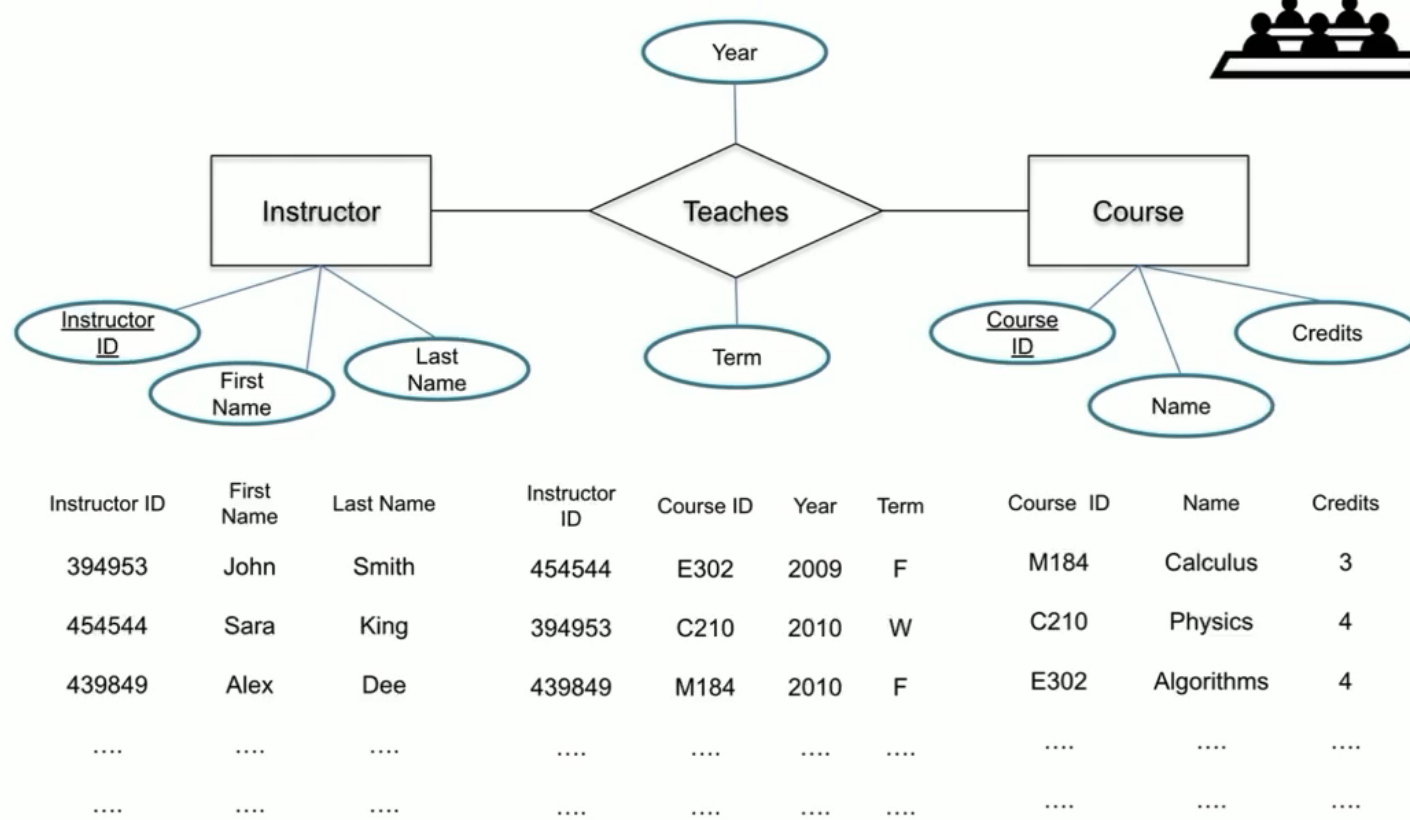 Year
Instructor
Teaches
Course
Instructor
ID
First
Name
Last
Name
Term
Course
ID
Name
Credits
Instructor ID
First
Name
Last Name
Instructor
ID
Course ID
Year
Term
Course ID
Name
Credits
394953 John Smith
454544 E302 2009 F
M184 Calculus 3
454544 Sara King
394953 C210 2010 W
C210 Physics 4
439849 Alex Dee
439849 M184 2010 F
E302 Algorithms 4
.... .... ....
.... .... .... ....
.... .... ....
.... .... ....
.... .... .... ....
.... .... ....